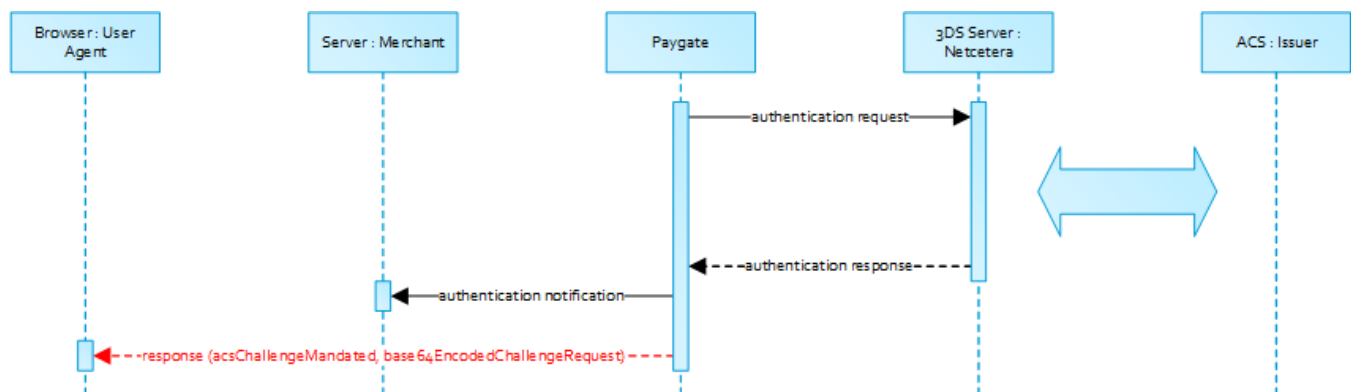 Browser : User
Agent
Server : Merchant
Paygate
3DS Server :
Netcetera
ACS : Issuer
authentication request
authentication response
authentication notification
response (acsChallengeMandated, base64EncodedChallengeRequest)